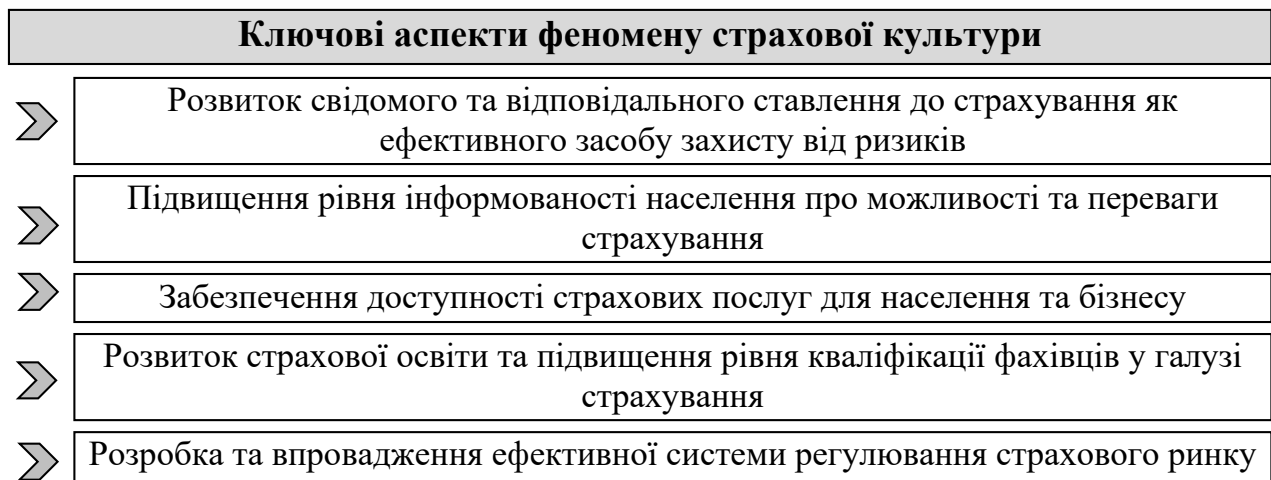 Ключові аспекти феномену страхової культури
Розвиток свідомого та відповідального ставлення до страхування як
ефективного засобу захисту від ризиків
Підвищення рівня інформованості населення про можливості та переваги
страхування
Забезпечення доступності страхових послуг для населення та бізнесу
Розвиток страхової освіти та підвищення рівня кваліфікації фахівців у галузі
страхування
Розробка та впровадження ефективної системи регулювання страхового ринку